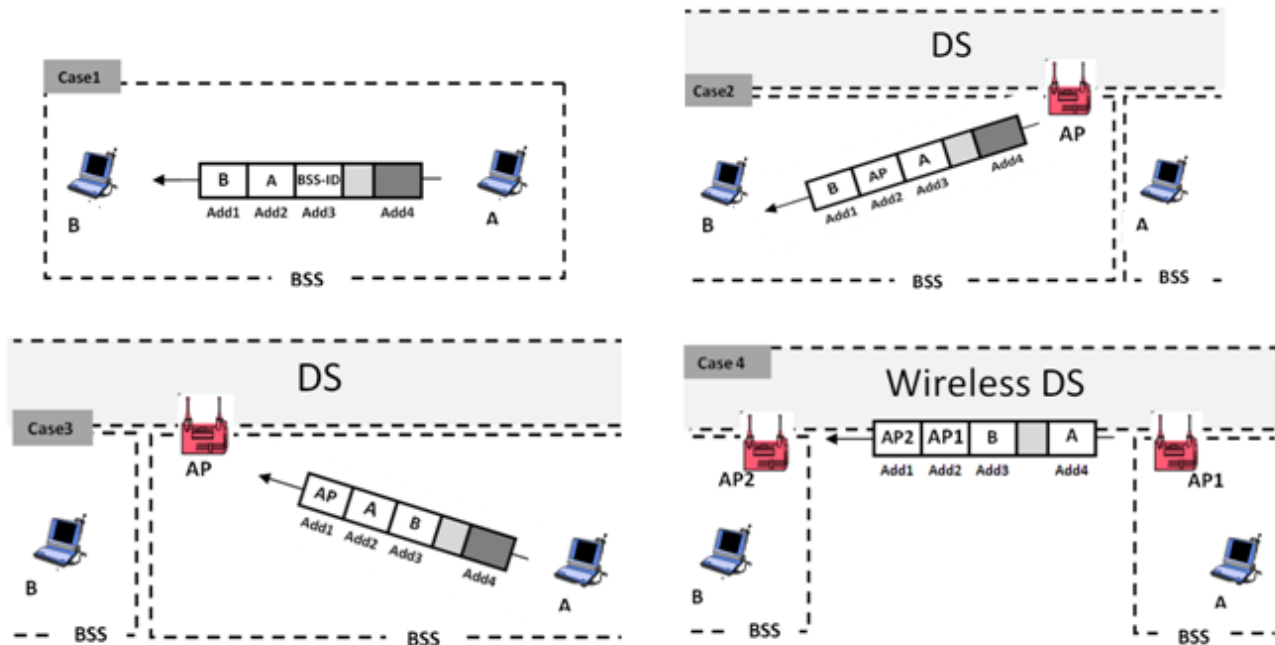 Case1
B A BSS-ID
Add1 Add2 Add3 Add4
B
A
BSS
DS
Case2
AP
B AP A
Add1 Add2 Add3 Add4
B
A
BSS
BSS
DS
Case3
AP
AP A B
Add1 Add2 Add3 Add4
B
A
BSS
BSS
Case 4
Wireless DS
AP2 AP1 B A
Add1 Add2 Add3 Add4
AP2
AP1
B
A
BSS
BSS